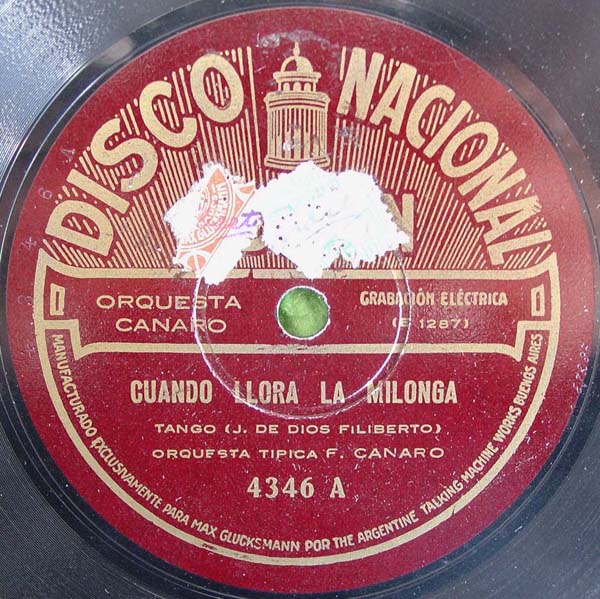 DISCO NACIONAL
ORQUESTA
CANARO
GRABACIÓN ELÉCTRICA
(E 1287)
CUANDO LLORA LA MILONGA
TANGO (J. DE DIOS FILIBERTO)
ORQUESTA TIPICA F. CANARO
4346 A
MANUFACTURADO EXCLUSIVAMENTE PARA MAX GLUCKSMANN POR THE ARGENTINE TALKING MACHINE WORKS BUENOS AIRES